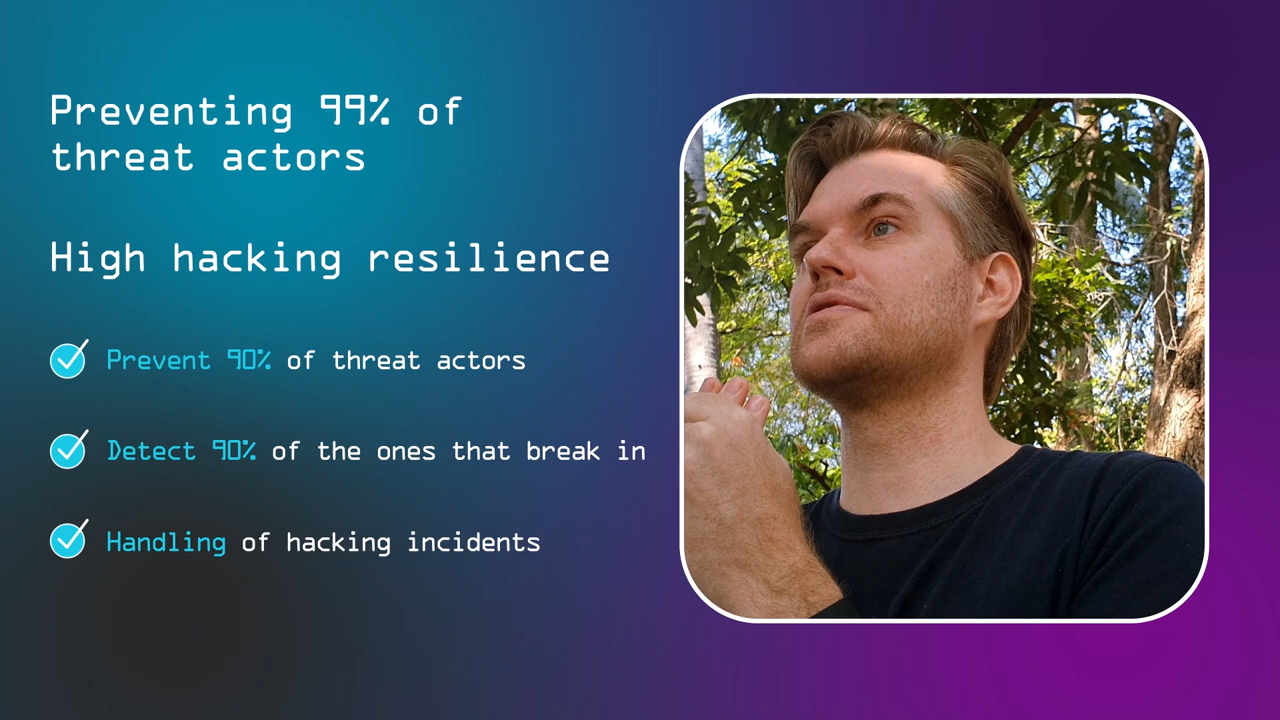 Preventing 99% of
threat actors
High hacking resilience
Prevent 90% of threat actors
Detect 90% of the ones that break in
Handling of hacking incidents